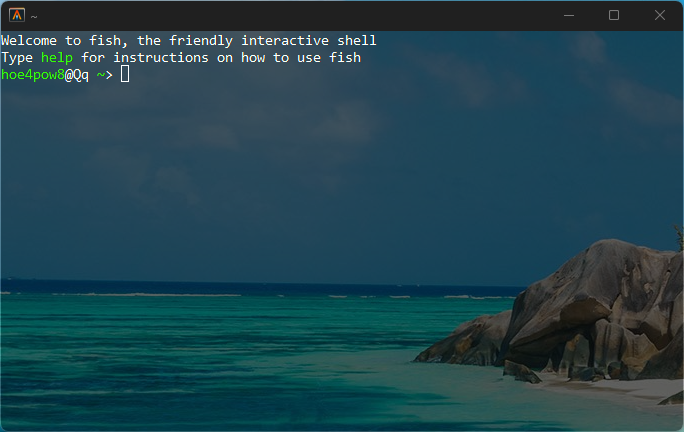 ~
Welcome to fish, the friendly interactive shell
Type help for instructions on how to use fish
hoe4pow8@Qq ~>